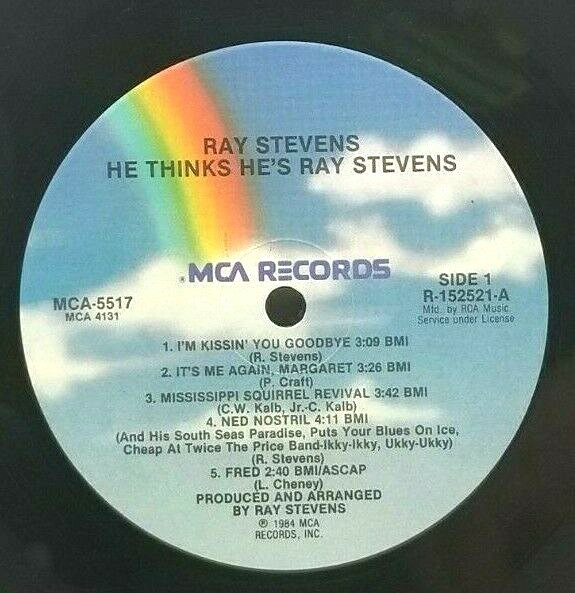 RAY STEVENS
HE THINKS HE'S RAY STEVENS
MCA RECORDS
MCA-5517
MCA 4131
SIDE 1
R-152521-A
Mfd. by RCA Music
Service under License
1. I'M KISSIN' YOU GOODBYE 3:09 BMI
(R. Stevens)
2. IT'S ME AGAIN, MARGARET 3:26 BMI
(P. Craft)
3. MISSISSIPPI SQUIRREL REVIVAL 3:42 BMI
(C.W. Kalb, Jr.-C. Kalb)
4. NED NOSTRIL 4:11 BMI
(And His South Seas Paradise, Puts Your Blues On Ice,
Cheap At Twice The Price Band-Ikky-Ikky, Ukky-Ukky)
(R. Stevens)
5. FRED 2:40 BMI/ASCAP
(L. Cheney)
PRODUCED AND ARRANGED
BY RAY STEVENS
℗ 1984 MCA
RECORDS, INC.